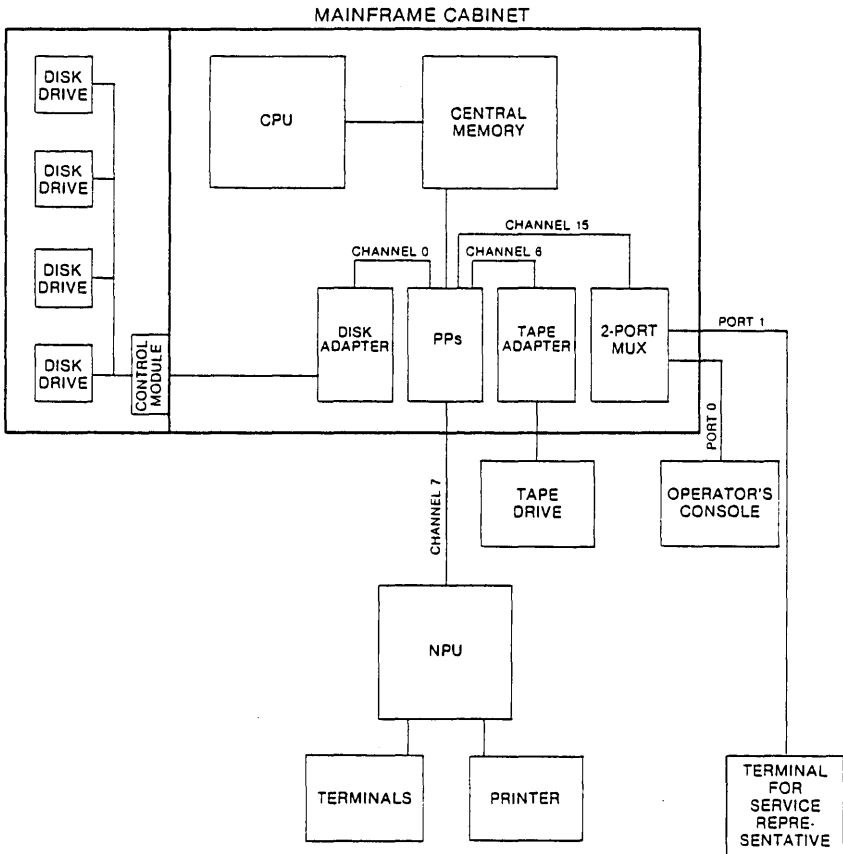 MAINFRAME CABINET
DISK
DRIVE
DISK
DRIVE
DISK
DRIVE
DISK
DRIVE
CONTROL
MODULE
CPU
CENTRAL
MEMORY
CHANNEL 15
CHANNEL 0
CHANNEL 6
DISK
ADAPTER
PPs
TAPE
ADAPTER
2-PORT
MUX
PORT 1
PORT 0
CHANNEL 7
TAPE
DRIVE
OPERATOR'S
CONSOLE
NPU
TERMINALS
PRINTER
TERMINAL
FOR
SERVICE
REPRE-
SENTATIVE